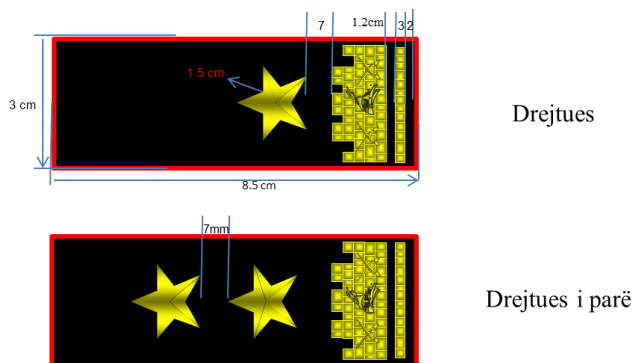 7 1.2cm 3 2
1.5 cm
3 cm
Drejtues
8.5 cm
7mm
Drejtues i parë